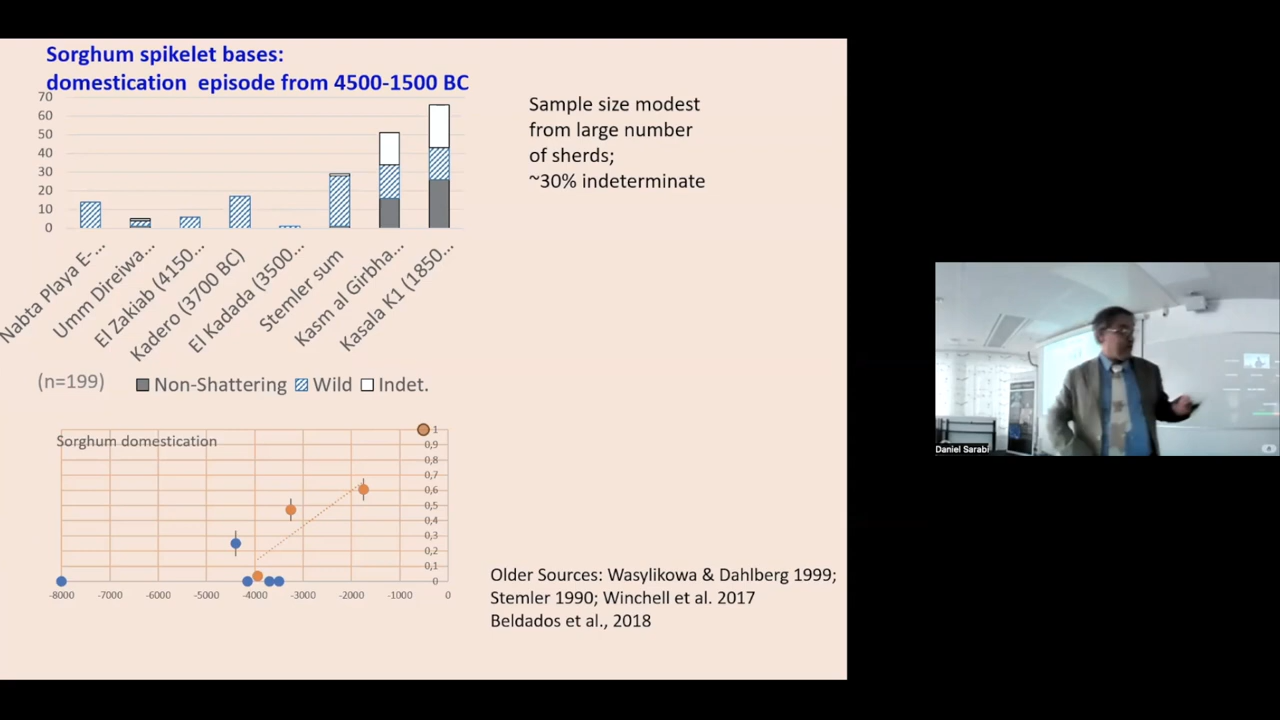 Sorghum spikelet bases:
domestication episode from 4500-1500 BC
70
60
50
40
30
20
10
0
Nabta Playa E-...
Umm Direiwa...
El Zakiab (4150...
Kadero (3700 BC)
El Kadada (3500...
Stemler sum
Kasm al Girbha...
Kasala K1 (1850...
(n=199)
Non-Shattering Wild Indet.
Sample size modest
from large number
of sherds;
~30% indeterminate
Sorghum domestication
1
0,9
0,8
0,7
0,6
0,5
0,4
0,3
0,2
0,1
0
-8000 -7000 -6000 -5000 -4000 -3000 -2000 -1000 0
Older Sources: Wasylikowa & Dahlberg 1999;
Stemler 1990; Winchell et al. 2017
Beldados et al., 2018
Daniel Sarabi